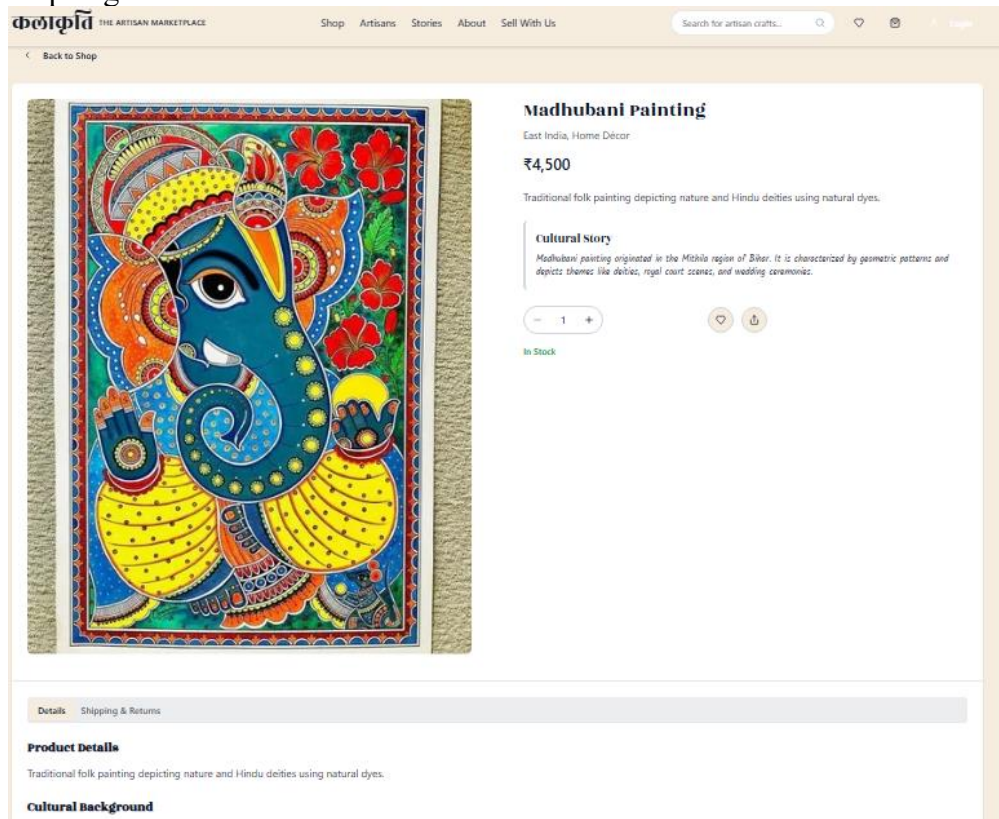 कलाकृति THE ARTISAN MARKETPLACE
Shop Artisans Stories About Sell With Us
Search for artisan crafts...
Login
Back to Shop
Madhubani Painting
East India, Home Décor
₹4,500
Traditional folk painting depicting nature and Hindu deities using natural dyes.
Cultural Story
Madhubani painting originated in the Mithila region of Bihar. It is characterized by geometric patterns and
depicts themes like deities, royal court scenes, and wedding ceremonies.
− 1 +
In Stock
Details Shipping & Returns
Product Details
Traditional folk painting depicting nature and Hindu deities using natural dyes.
Cultural Background